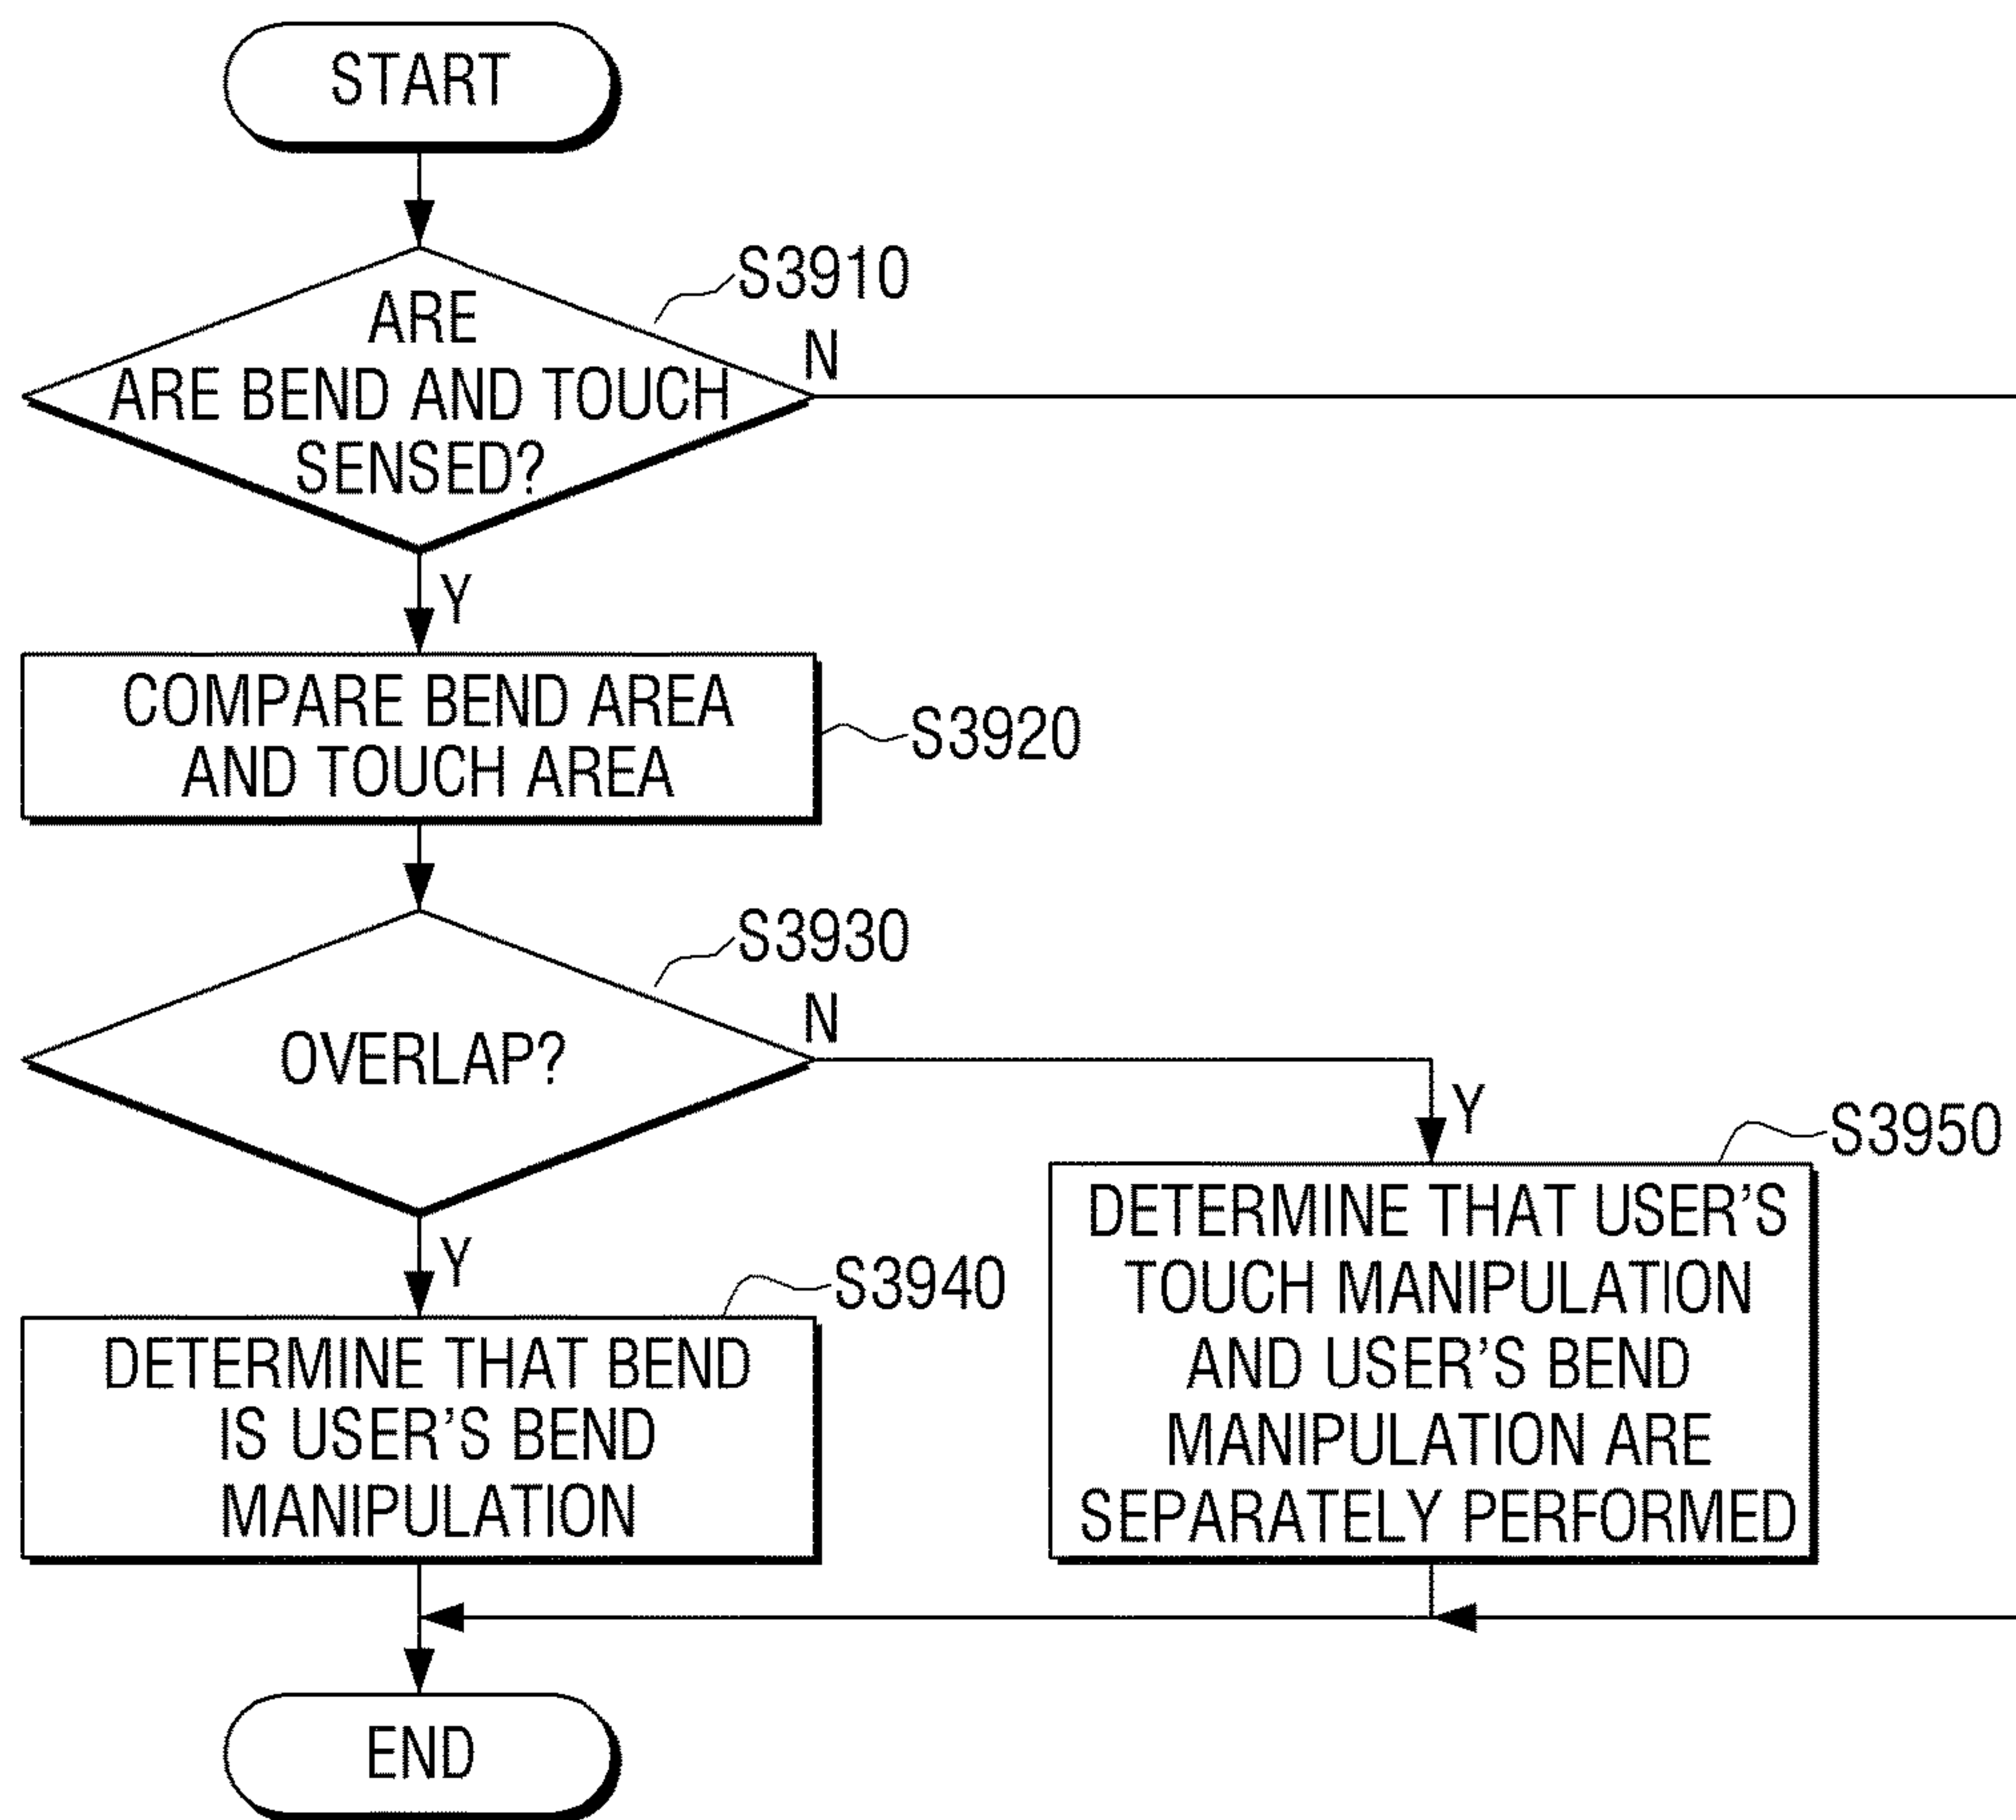 START
S3910
ARE
N
ARE BEND AND TOUCH
SENSED?
Y
COMPARE BEND AREA
AND TOUCH AREA
S3920
S3930
N
OVERLAP?
Y
S3950
DETERMINE THAT USER'S
TOUCH MANIPULATION
AND USER'S BEND
MANIPULATION ARE
SEPARATELY PERFORMED
Y
S3940
DETERMINE THAT BEND
IS USER'S BEND
MANIPULATION
END